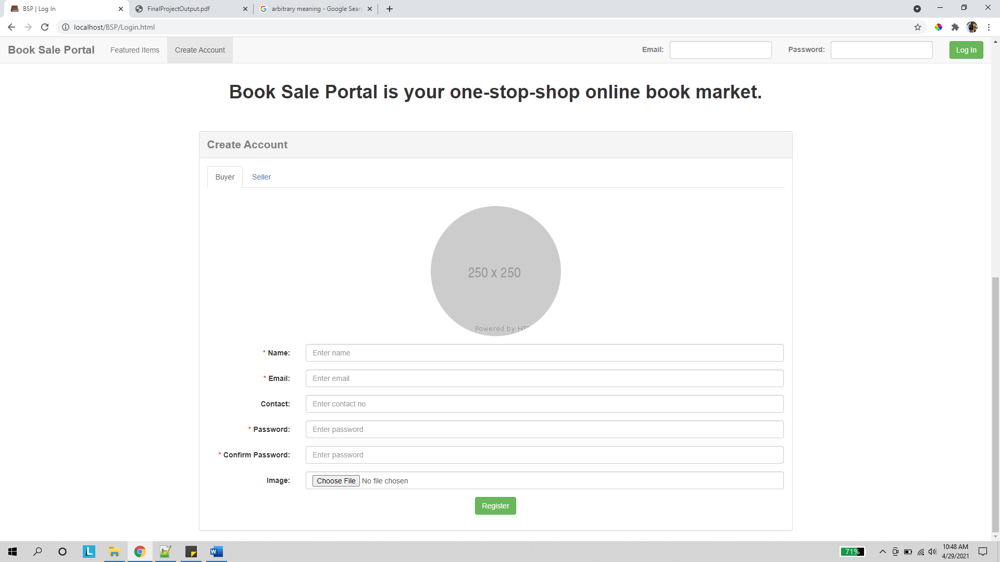 BSP | Log In
FinalProjectOutput.pdf
arbitrary meaning - Google Sear
localhost/BSP/Login.html
Book Sale Portal Featured Items Create Account Email: Password: Log In
Book Sale Portal is your one-stop-shop online book market.
Create Account
Buyer Seller
250 x 250
Powered by HT
* Name: Enter name
* Email: Enter email
Contact: Enter contact no
* Password: Enter password
* Confirm Password: Enter password
Image: Choose File No file chosen
Register
L
W
71%
10:48 AM
4/29/2021